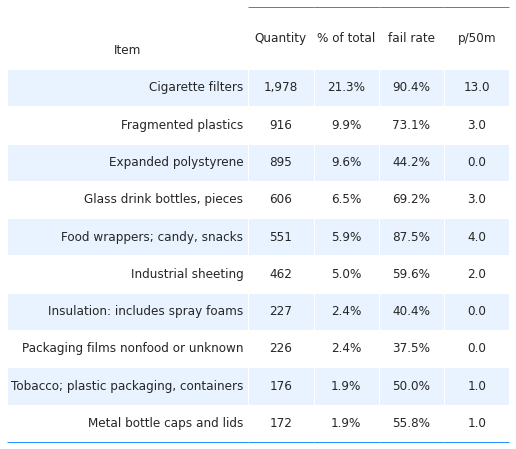 Item Quantity % of total fail rate p/50m
Cigarette filters 1,978 21.3% 90.4% 13.0
Fragmented plastics 916 9.9% 73.1% 3.0
Expanded polystyrene 895 9.6% 44.2% 0.0
Glass drink bottles, pieces 606 6.5% 69.2% 3.0
Food wrappers; candy, snacks 551 5.9% 87.5% 4.0
Industrial sheeting 462 5.0% 59.6% 2.0
Insulation: includes spray foams 227 2.4% 40.4% 0.0
Packaging films nonfood or unknown 226 2.4% 37.5% 0.0
Tobacco; plastic packaging, containers 176 1.9% 50.0% 1.0
Metal bottle caps and lids 172 1.9% 55.8% 1.0